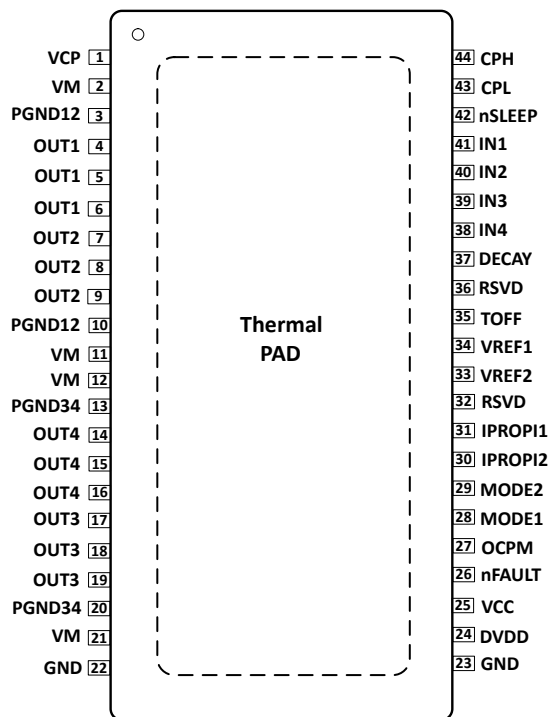 VCP 1
VM 2
PGND12 3
OUT1 4
OUT1 5
OUT1 6
OUT2 7
OUT2 8
OUT2 9
PGND12 10
VM 11
VM 12
PGND34 13
OUT4 14
OUT4 15
OUT4 16
OUT3 17
OUT3 18
OUT3 19
PGND34 20
VM 21
GND 22
Thermal
PAD
44 CPH
43 CPL
42 nSLEEP
41 IN1
40 IN2
39 IN3
38 IN4
37 DECAY
36 RSVD
35 TOFF
34 VREF1
33 VREF2
32 RSVD
31 IPROPI1
30 IPROPI2
29 MODE2
28 MODE1
27 OCPM
26 nFAULT
25 VCC
24 DVDD
23 GND